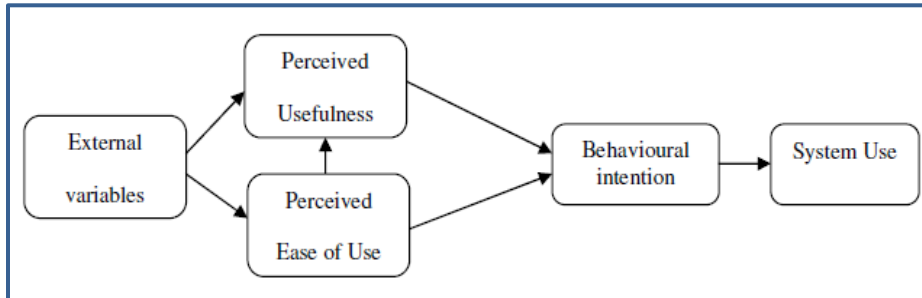 Perceived
Usefulness
External
variables
Perceived
Ease of Use
Behavioural
intention
System Use